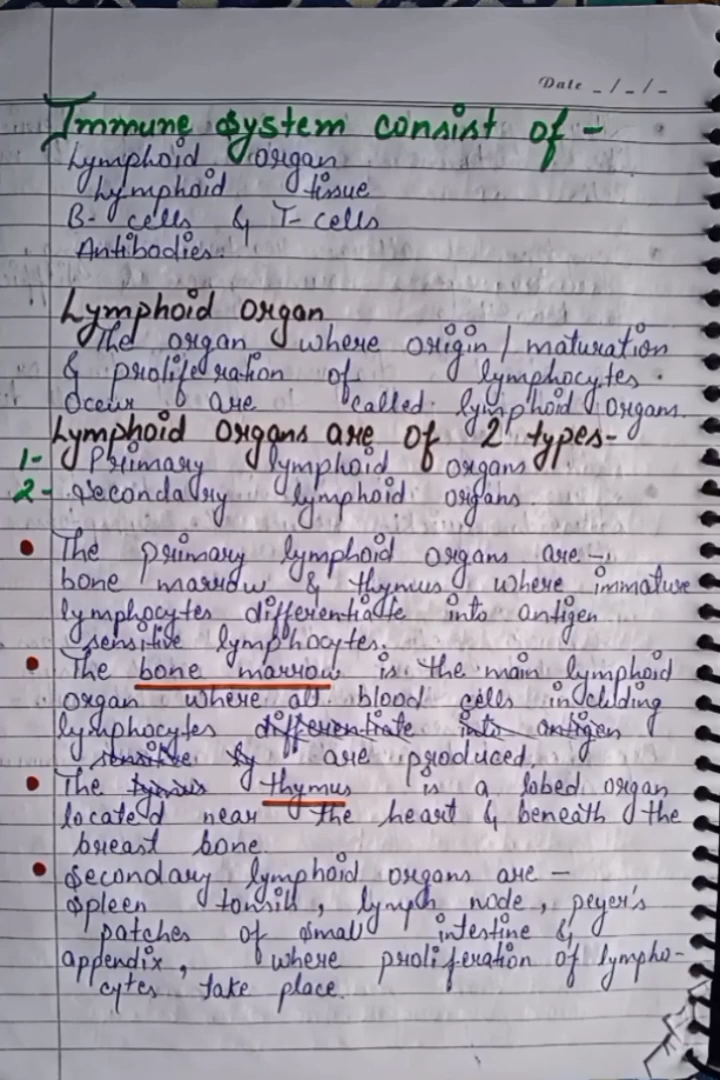 Date _/_/_
Immune system consist of -
Lymphoid organ
Lymphoid tissue
B- cells & T- cells
Antibodies.
Lymphoid organ
The organ where origin / maturation
& proliferation of lymphocytes
occur are called lymphoid organs.
Lymphoid organs are of 2 types-
1- Primary lymphoid organs
2- Secondary lymphoid organs
• The primary lymphoid organs are -
bone marrow & thymus where immature
lymphocytes differentiate into antigen
sensitive lymphocytes.
• The bone marrow is the main lymphoid
organ where all blood cells including
lymphocytes differentiate into antigen
sensitive ly are produced.
• The thymus is a lobed organ
located near the heart & beneath the
breast bone.
• Secondary lymphoid organs are -
spleen tonsils, lymph node, peyer's
patches of small intestine &
appendix, where proliferation of lympho-
cytes take place.